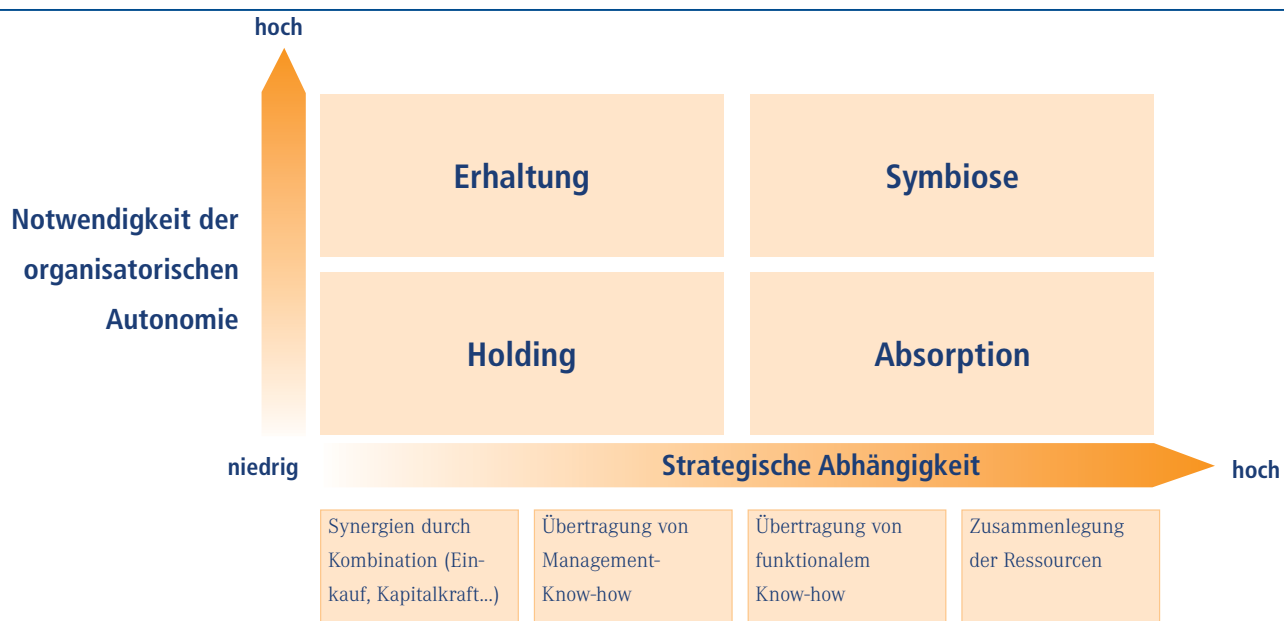 hoch
Erhaltung
Symbiose
Notwendigkeit der
organisatorischen
Autonomie
Holding
Absorption
niedrig
Strategische Abhängigkeit
hoch
Synergien durch
Kombination (Ein-
kauf, Kapitalkraft...)
Übertragung von
Management-
Know-how
Übertragung von
funktionalem
Know-how
Zusammenlegung
der Ressourcen